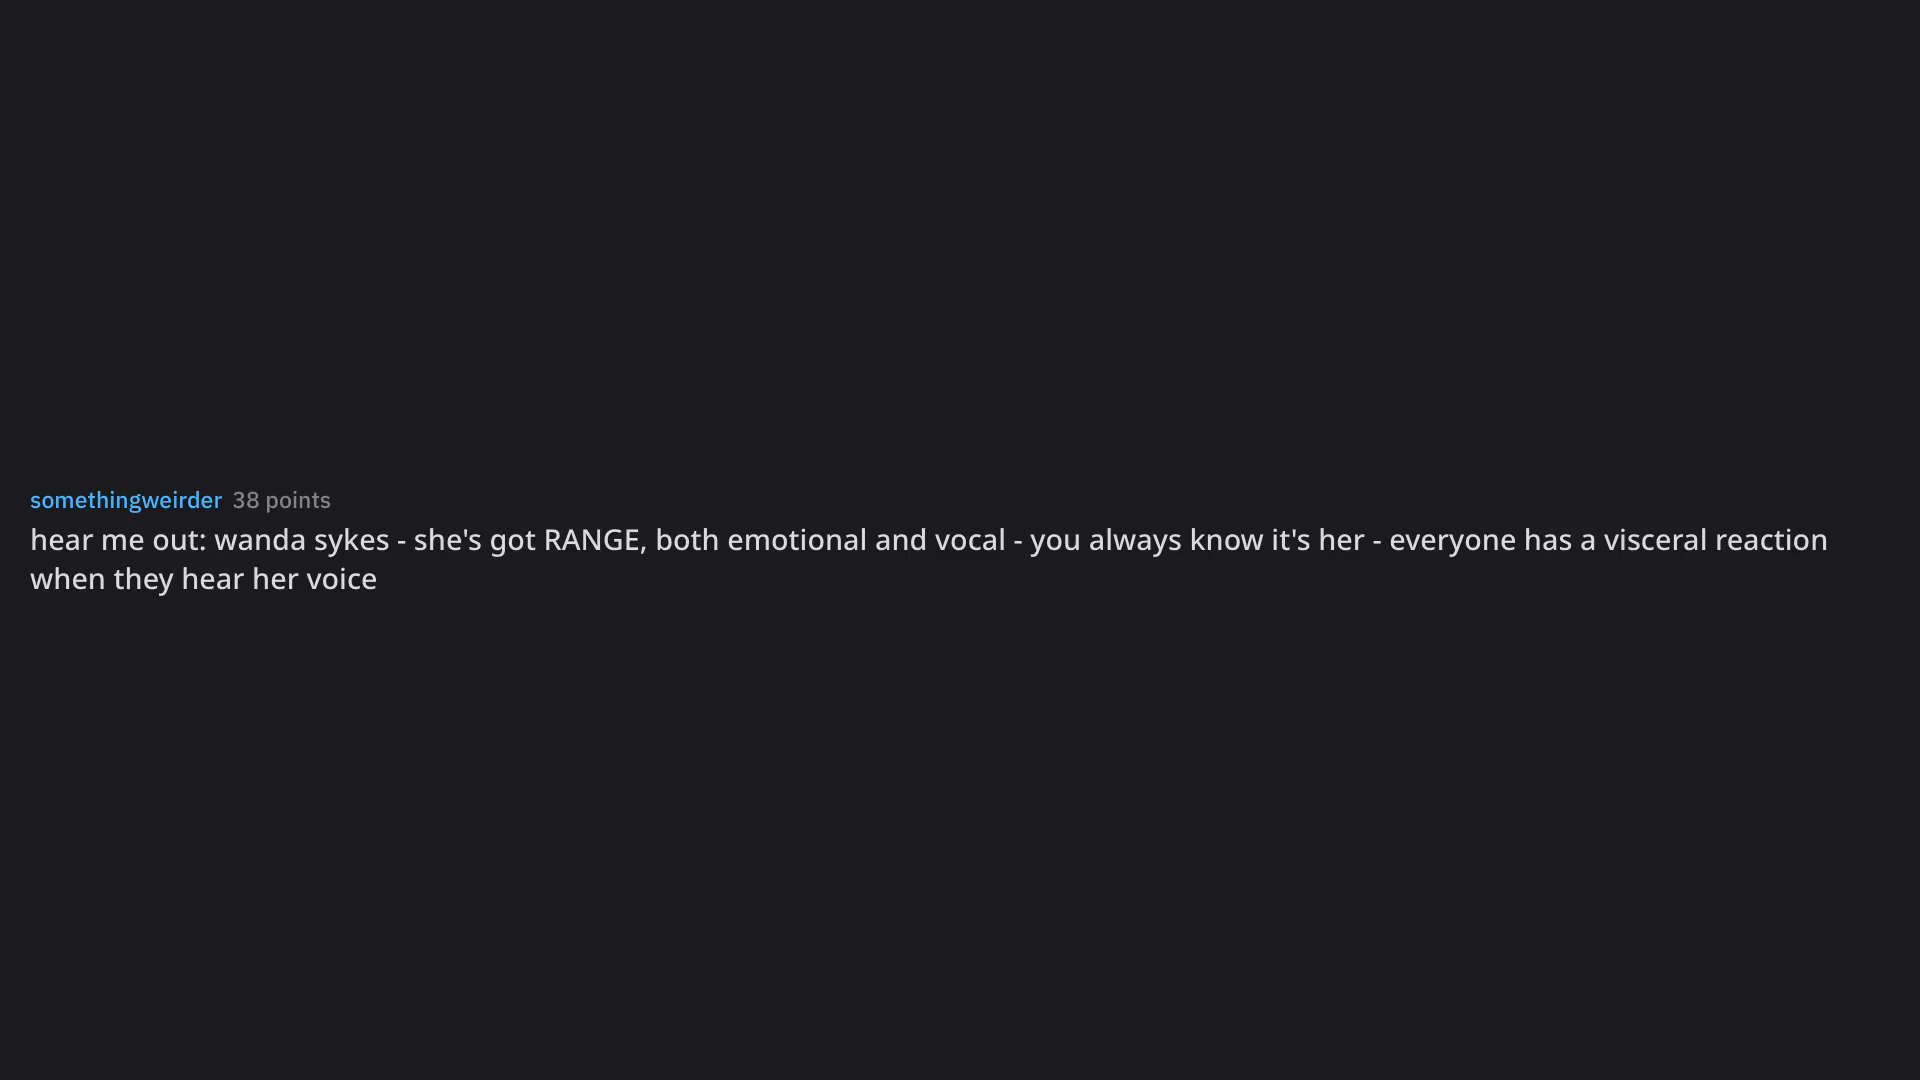 somethingweirder 38 points
hear me out: wanda sykes - she's got RANGE, both emotional and vocal - you always know it's her - everyone has a visceral reaction
when they hear her voice